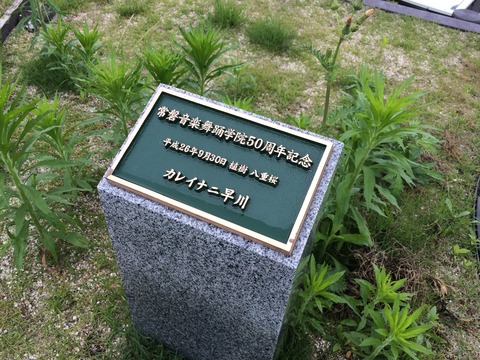 常磐音楽舞踊学院50周年記念
平成26年9月30日 植樹 八重桜
カレイナニ早川